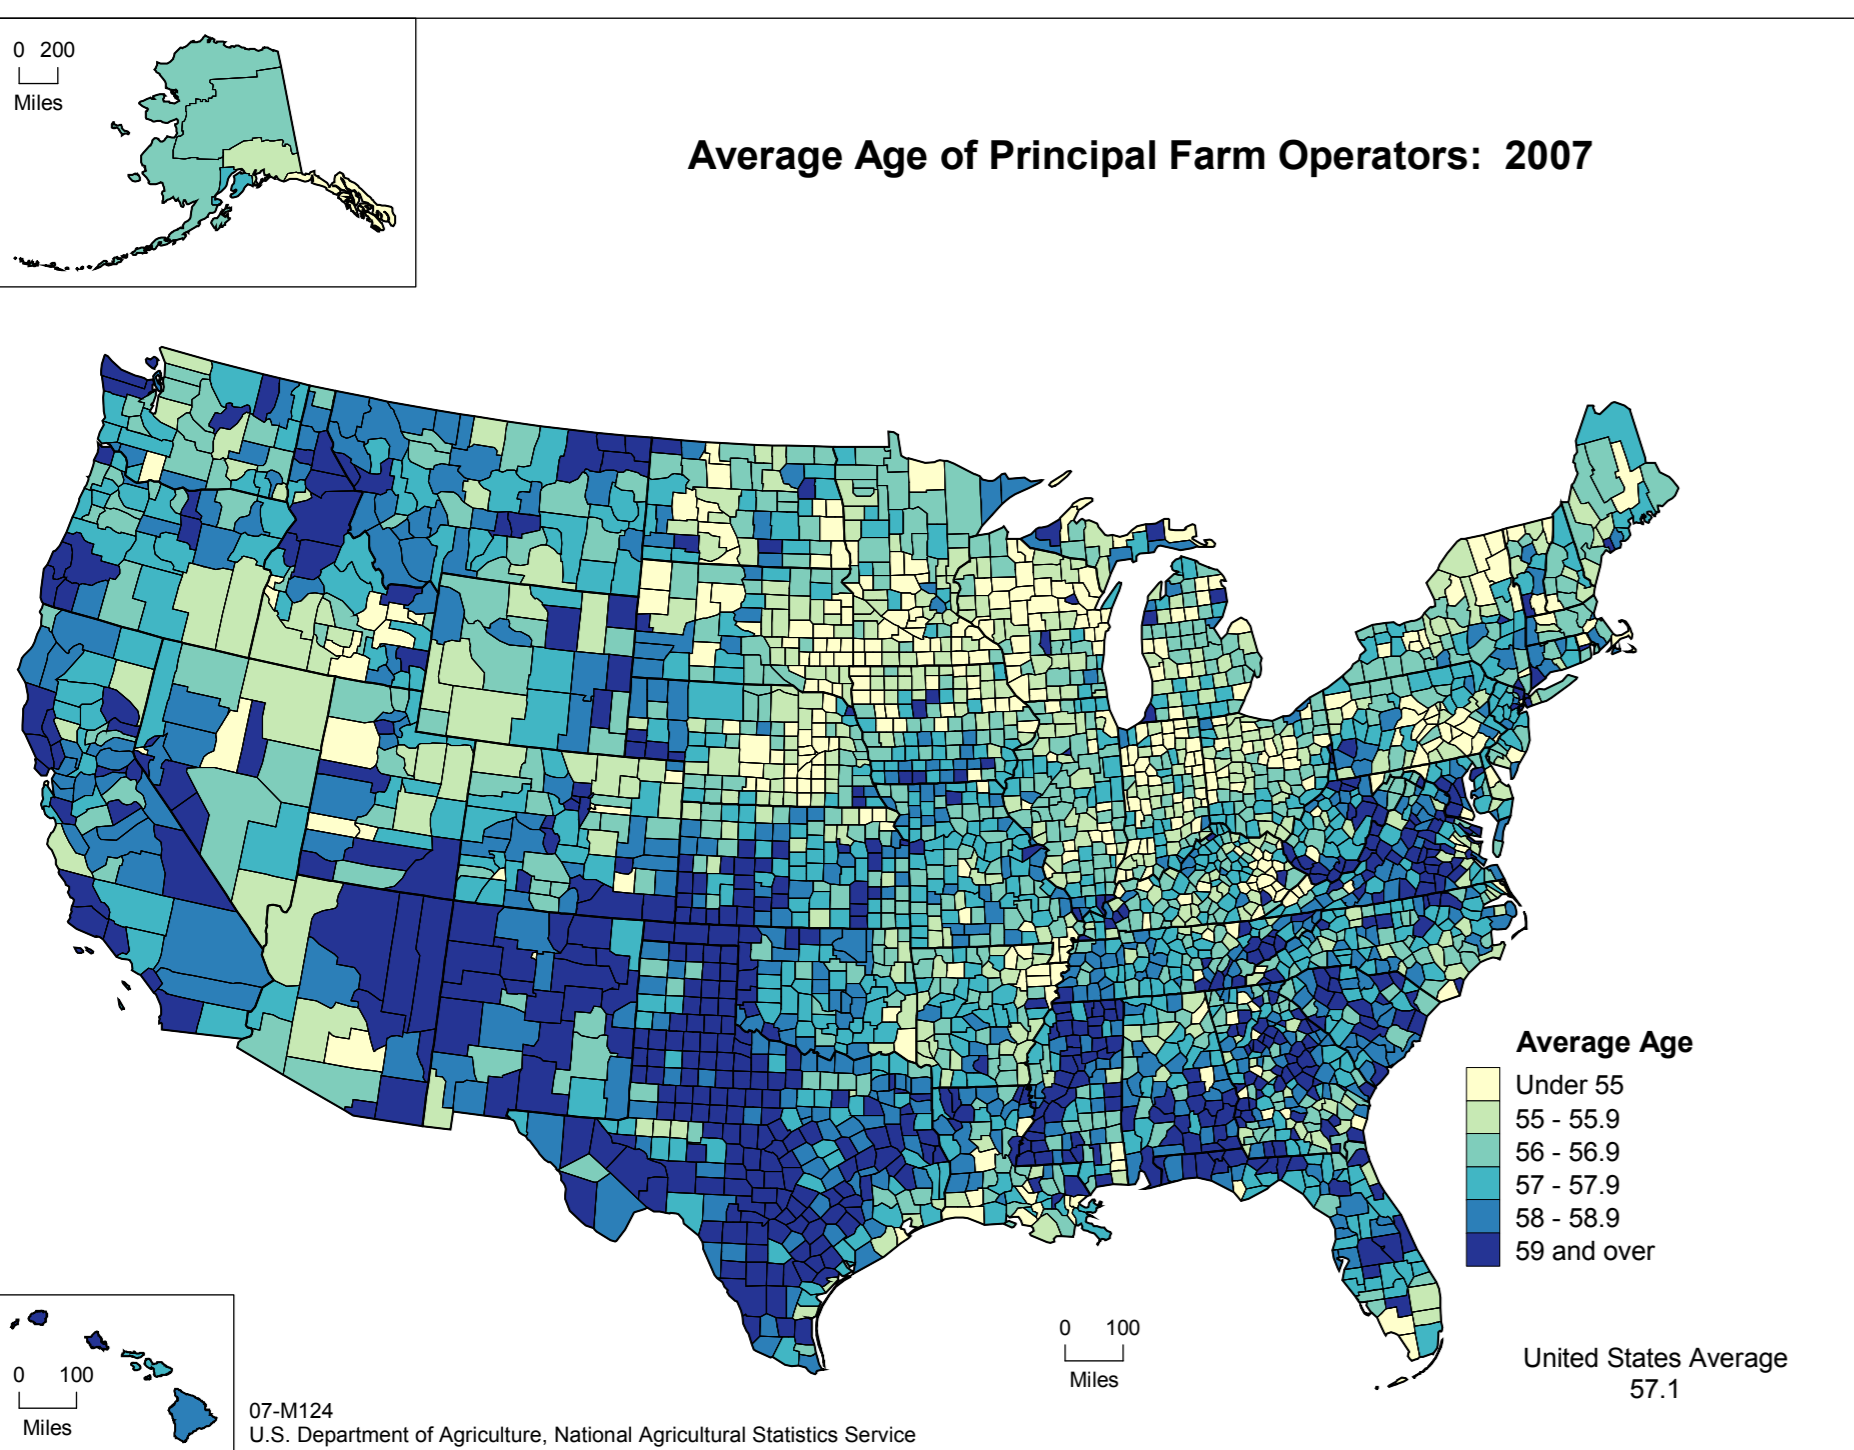 0 200
Miles
Average Age of Principal Farm Operators: 2007
Average Age
Under 55
55 - 55.9
56 - 56.9
57 - 57.9
58 - 58.9
59 and over
0 100
Miles
United States Average
57.1
0 100
Miles
07-M124
U.S. Department of Agriculture, National Agricultural Statistics Service